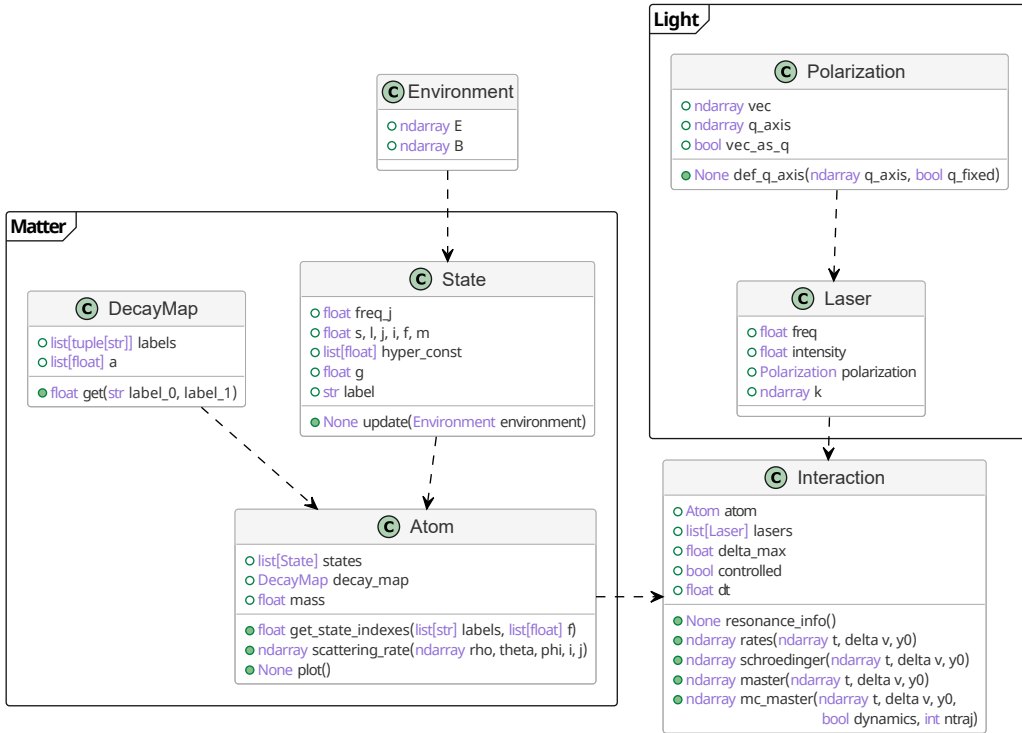 Light
C Polarization
ndarray vec
ndarray q_axis
bool vec_as_q
None def_q_axis(ndarray q_axis, bool q_fixed)
C Environment
ndarray E
ndarray B
Matter
C State
float freq_j
float s, l, j, i, f, m
list[float] hyper_const
float g
str label
None update(Environment environment)
C DecayMap
list[tuple[str]] labels
list[float] a
float get(str label_0, label_1)
C Laser
float freq
float intensity
Polarization polarization
ndarray k
C Atom
list[State] states
DecayMap decay_map
float mass
float get_state_indexes(list[str] labels, list[float] f)
ndarray scattering_rate(ndarray rho, theta, phi, i, j)
None plot()
C Interaction
Atom atom
list[Laser] lasers
float delta_max
bool controlled
float dt
None resonance_info()
ndarray rates(ndarray t, delta v, y0)
ndarray schroedinger(ndarray t, delta v, y0)
ndarray master(ndarray t, delta v, y0)
ndarray mc_master(ndarray t, delta v, y0,
bool dynamics, int ntraj)